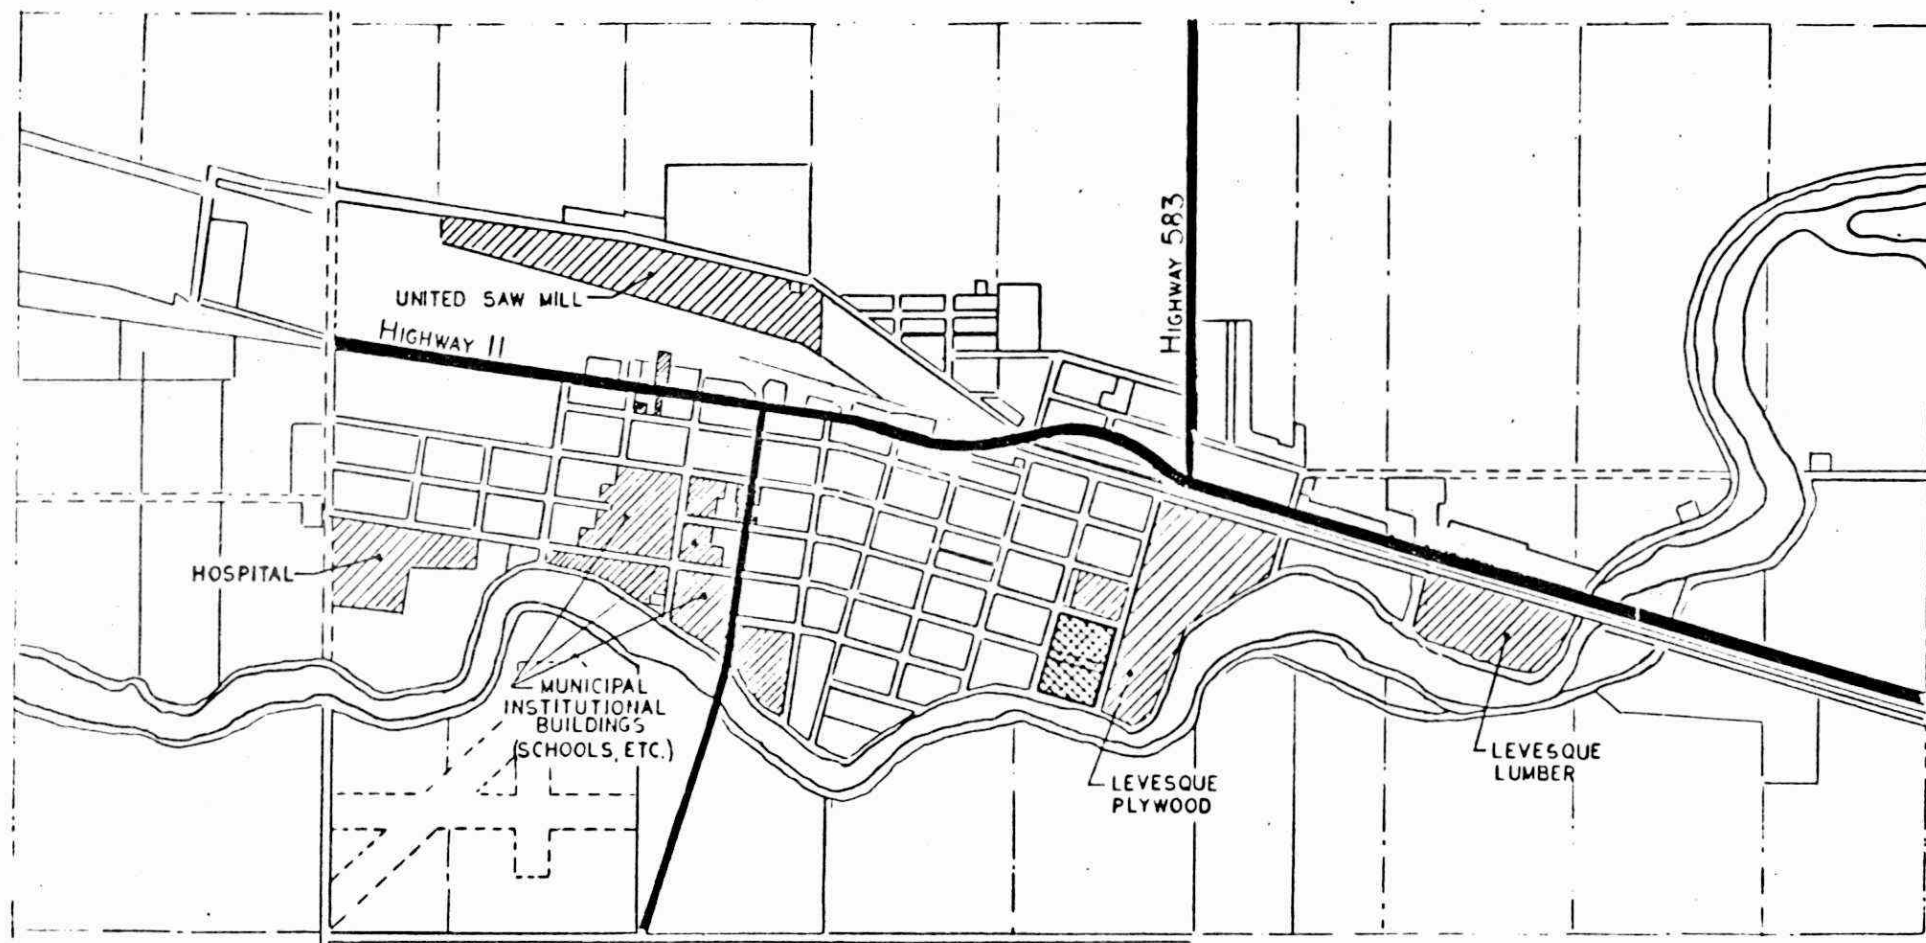 HIGHWAY 583
UNITED SAW MILL
HIGHWAY 11
HOSPITAL
MUNICIPAL
INSTITUTIONAL
BUILDINGS
(SCHOOLS, ETC.)
LEVESQUE
PLYWOOD
LEVESQUE
LUMBER